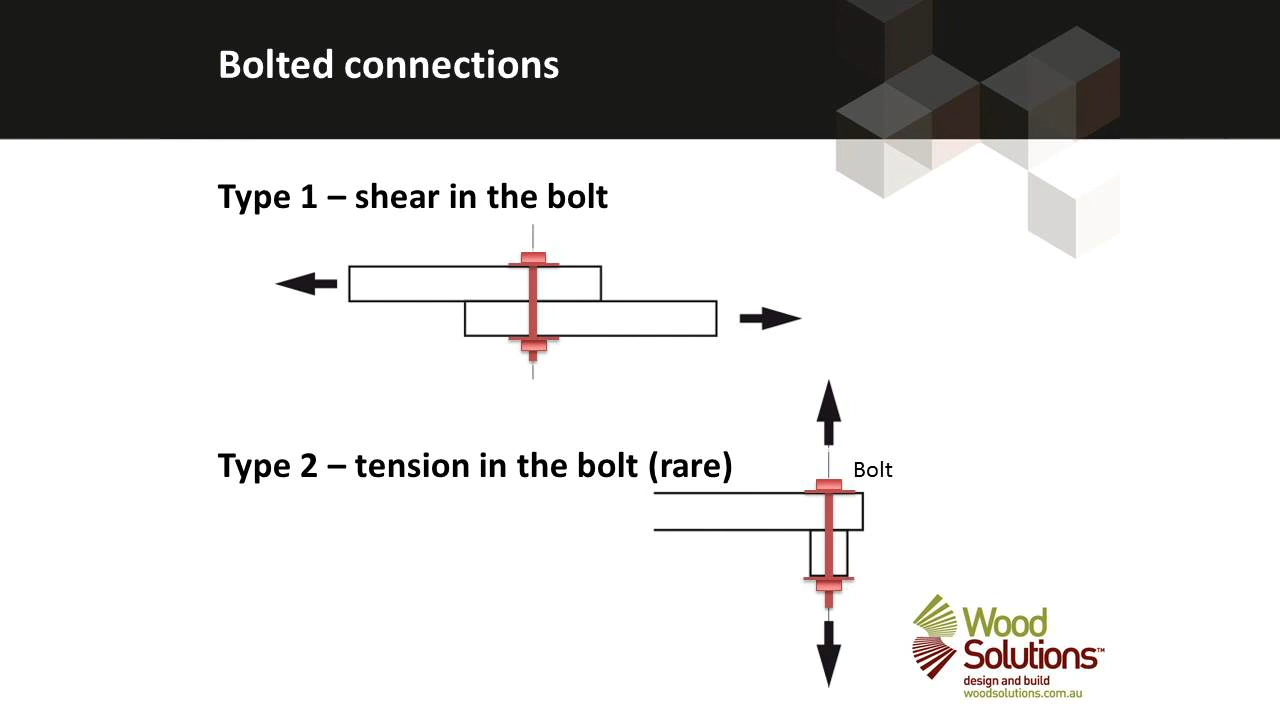 Bolted connections
Type 1 – shear in the bolt
Type 2 – tension in the bolt (rare)
Bolt
Wood
Solutions™
design and build
woodsolutions.com.au